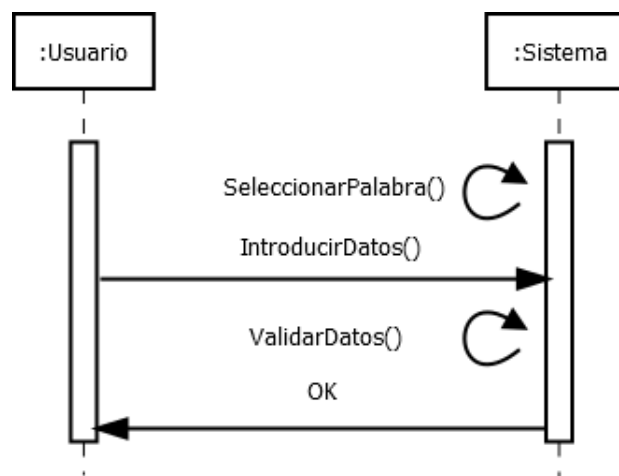 :Usuario
:Sistema
SeleccionarPalabra()
IntroducirDatos()
ValidarDatos()
OK